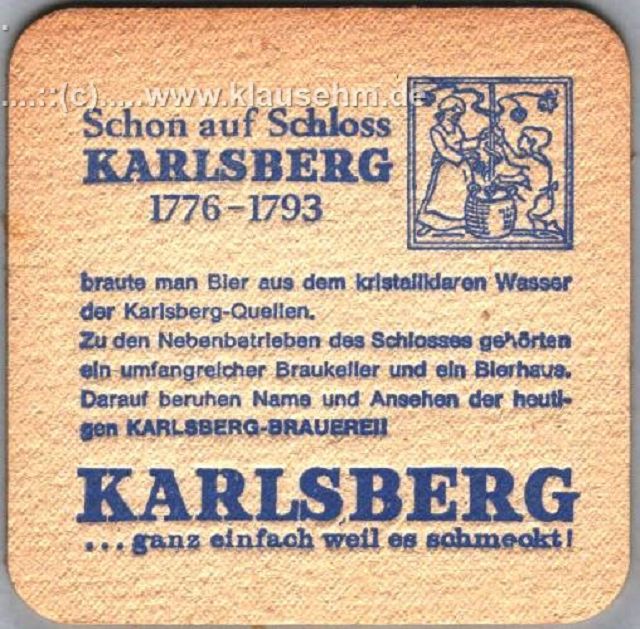 ....::(c).....www.klausehm.de
Schon auf Schloss
KARLSBERG
1776-1793
braute man Bier aus dem kristallklaren Wasser
der Karlsberg-Quellen.
Zu den Nebenbetrieben des Schlosses gehörten
ein umfangreicher Braukeller und ein Bierhaus.
Darauf beruhen Name und Ansehen der heuti-
gen KARLSBERG-BRAUEREI!
KARLSBERG
...ganz einfach weil es schmeckt!